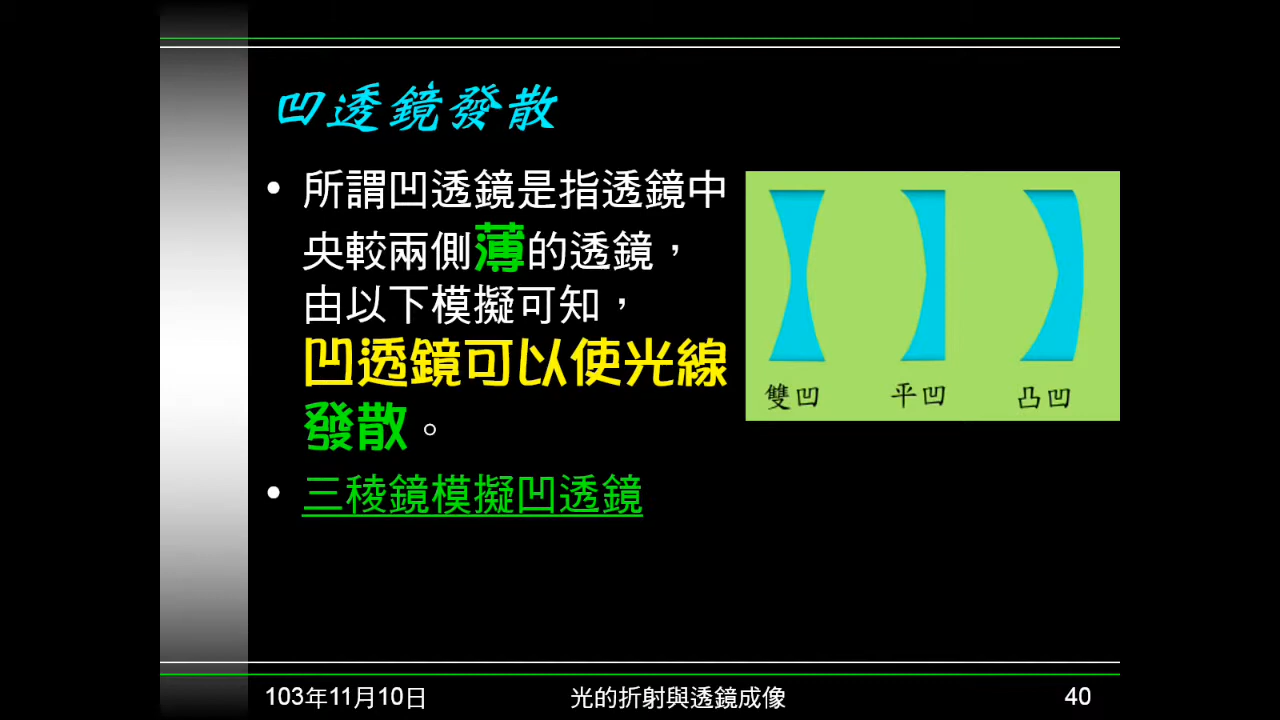 凹透鏡發散
• 所謂凹透鏡是指透鏡中
央較兩側薄的透鏡，
由以下模擬可知，
凹透鏡可以使光線
發散。
• 三稜鏡模擬凹透鏡
雙凹 平凹 凸凹
103年11月10日 光的折射與透鏡成像 40